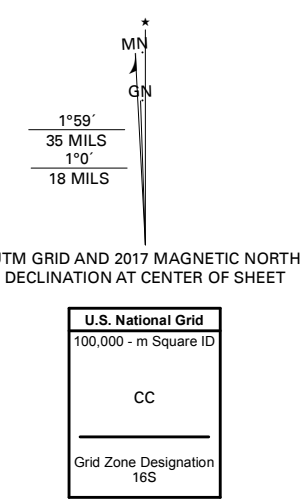 ★
MN
GN
1°59´
35 MILS
1°0´
18 MILS
UTM GRID AND 2017 MAGNETIC NORTH
DECLINATION AT CENTER OF SHEET
U.S. National Grid
100,000 - m Square ID
CC
Grid Zone Designation
16S